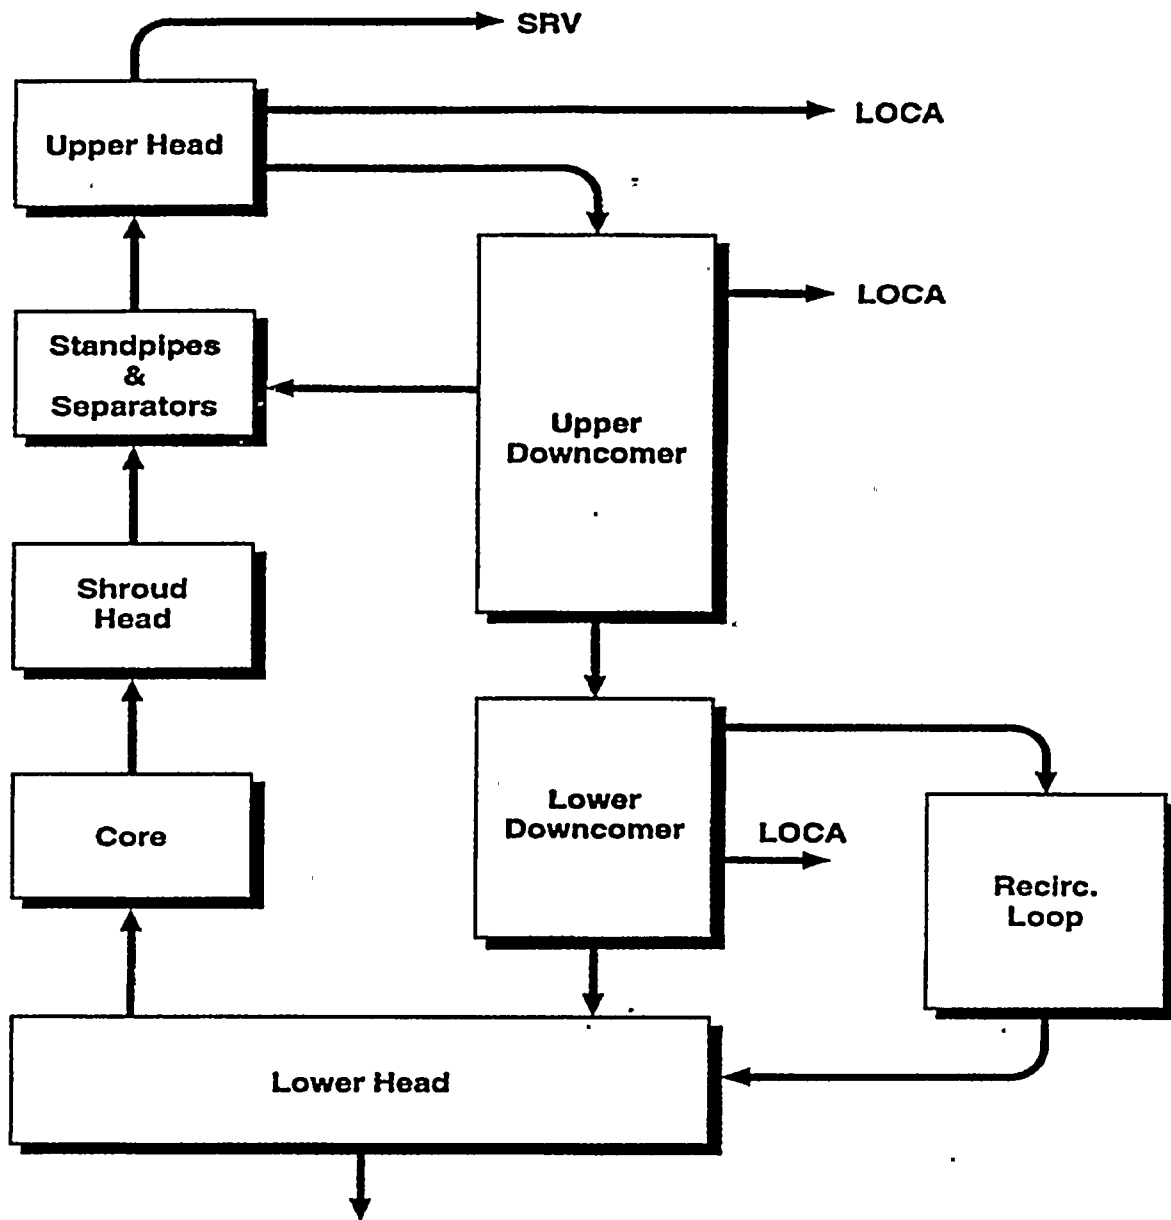 SRV
LOCA
Upper Head
LOCA
Standpipes
&
Separators
Upper
Downcomer
Shroud
Head
Lower
Downcomer
LOCA
Core
Recirc.
Loop
Lower Head